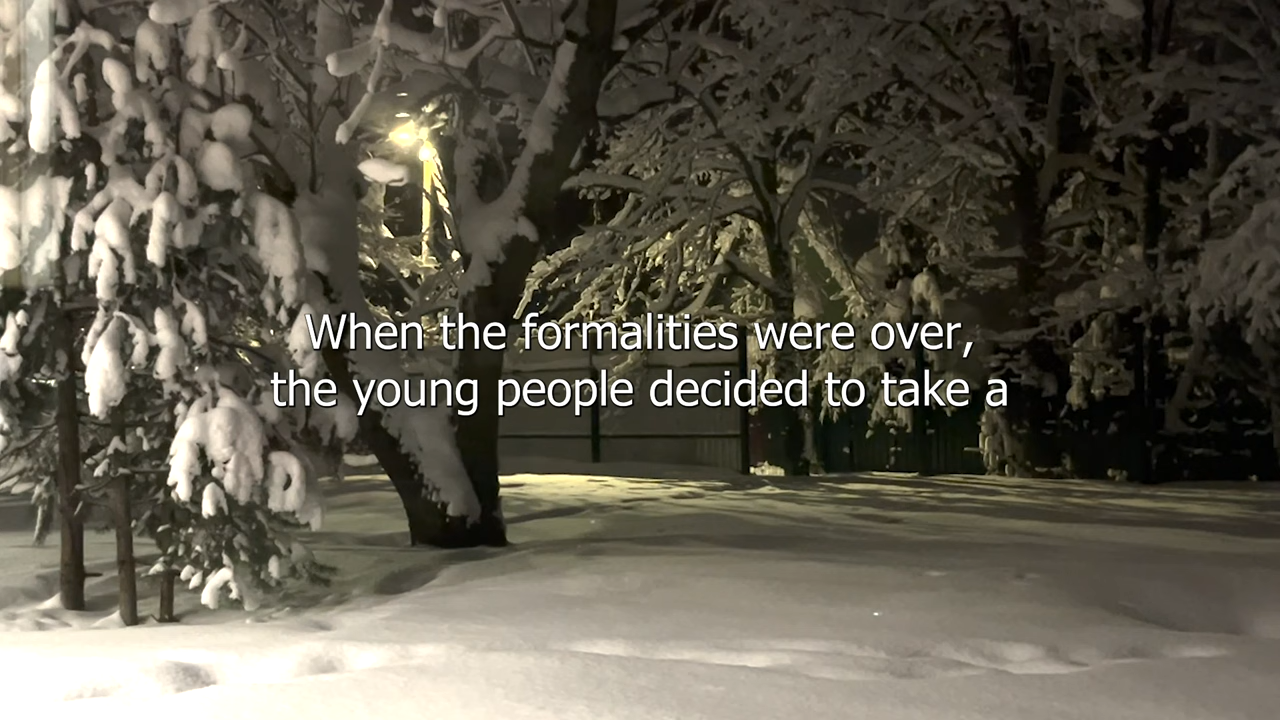 When the formalities were over,
the young people decided to take a